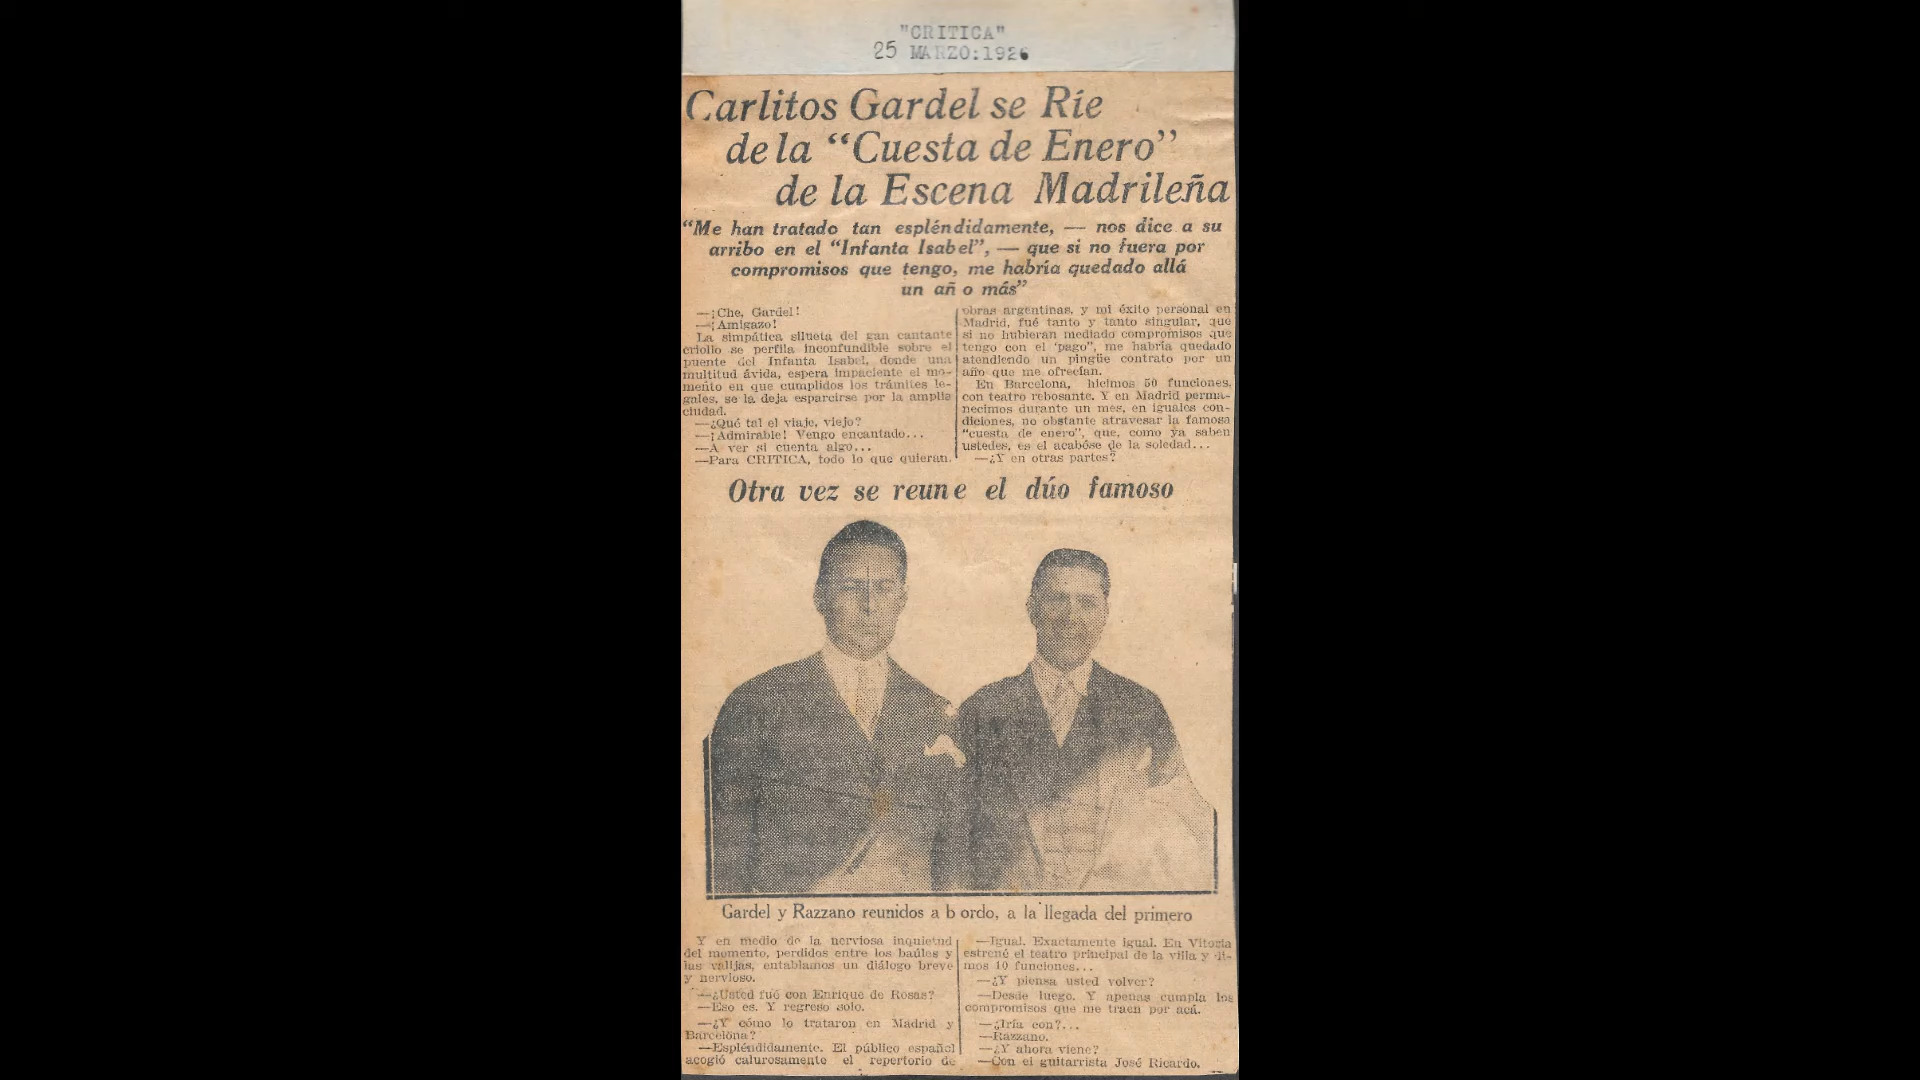 "CRITICA"
25 MARZO:1926
Carlitos Gardel se Ríe
de la “Cuesta de Enero”
de la Escena Madrileña
“Me han tratado tan espléndidamente, — nos dice a su
arribo en el “Infanta Isabel”, — que si no fuera por
compromisos que tengo, me habría quedado allá
un año más”
—¡Che, Gardel!
—¡Amigazo!
La simpática silueta del gan cantante
criollo se perfila inconfundible sobre el
puente del Infanta Isabel, donde una
multitud ávida, espera impaciente el mo-
mento en que cumplidos los trámites le-
gales, se la deja esparcirse por la amplia
ciudad.
—¿Qué tal el viaje, viejo?
—¡Admirable! Vengo encantado...
—A ver si cuenta algo...
—Para CRITICA, todo lo que quieran.
Otra vez se reune el dúo famoso
Gardel y Razzano reunidos a bordo, a la llegada del primero
Y en medio de la nerviosa inquietud
del momento, perdidos entre los baúles y
las valijas, entablamos un diálogo breve
y nervioso.
—¿Usted fué con Enrique de Rosas?
—Eso es. Y regreso solo.
—¿Y cómo lo trataron en Madrid y
Barcelona?
—Espléndidamente. El público español
acogió calurosamente el repertorio de
obras argentinas, y mi éxito personal en
Madrid, fué tanto y tanto singular, que
si no hubieran mediado compromisos que
tengo con el 'pago", me habría quedado
atendiendo un pingüe contrato por un
año que me ofrecían.
En Barcelona, hicimos 50 funciones,
con teatro rebosante. Y en Madrid perma-
necimos durante un mes, en iguales con-
diciones, no obstante atravesar la famosa
"cuesta de enero", que, como ya saben
ustedes, es el acabóse de la soledad...
—¿Y en otras partes?
—Igual. Exactamente igual. En Vitoria
estrené el teatro principal de la villa y di-
mos 10 funciones...
—¿Y piensa usted volver?
—Desde luego. Y apenas cumpla los
compromisos que me traen por acá.
—¿Iría con?...
—Razzano.
—¿Y ahora viene?
—Con el guitarrista José Ricardo.